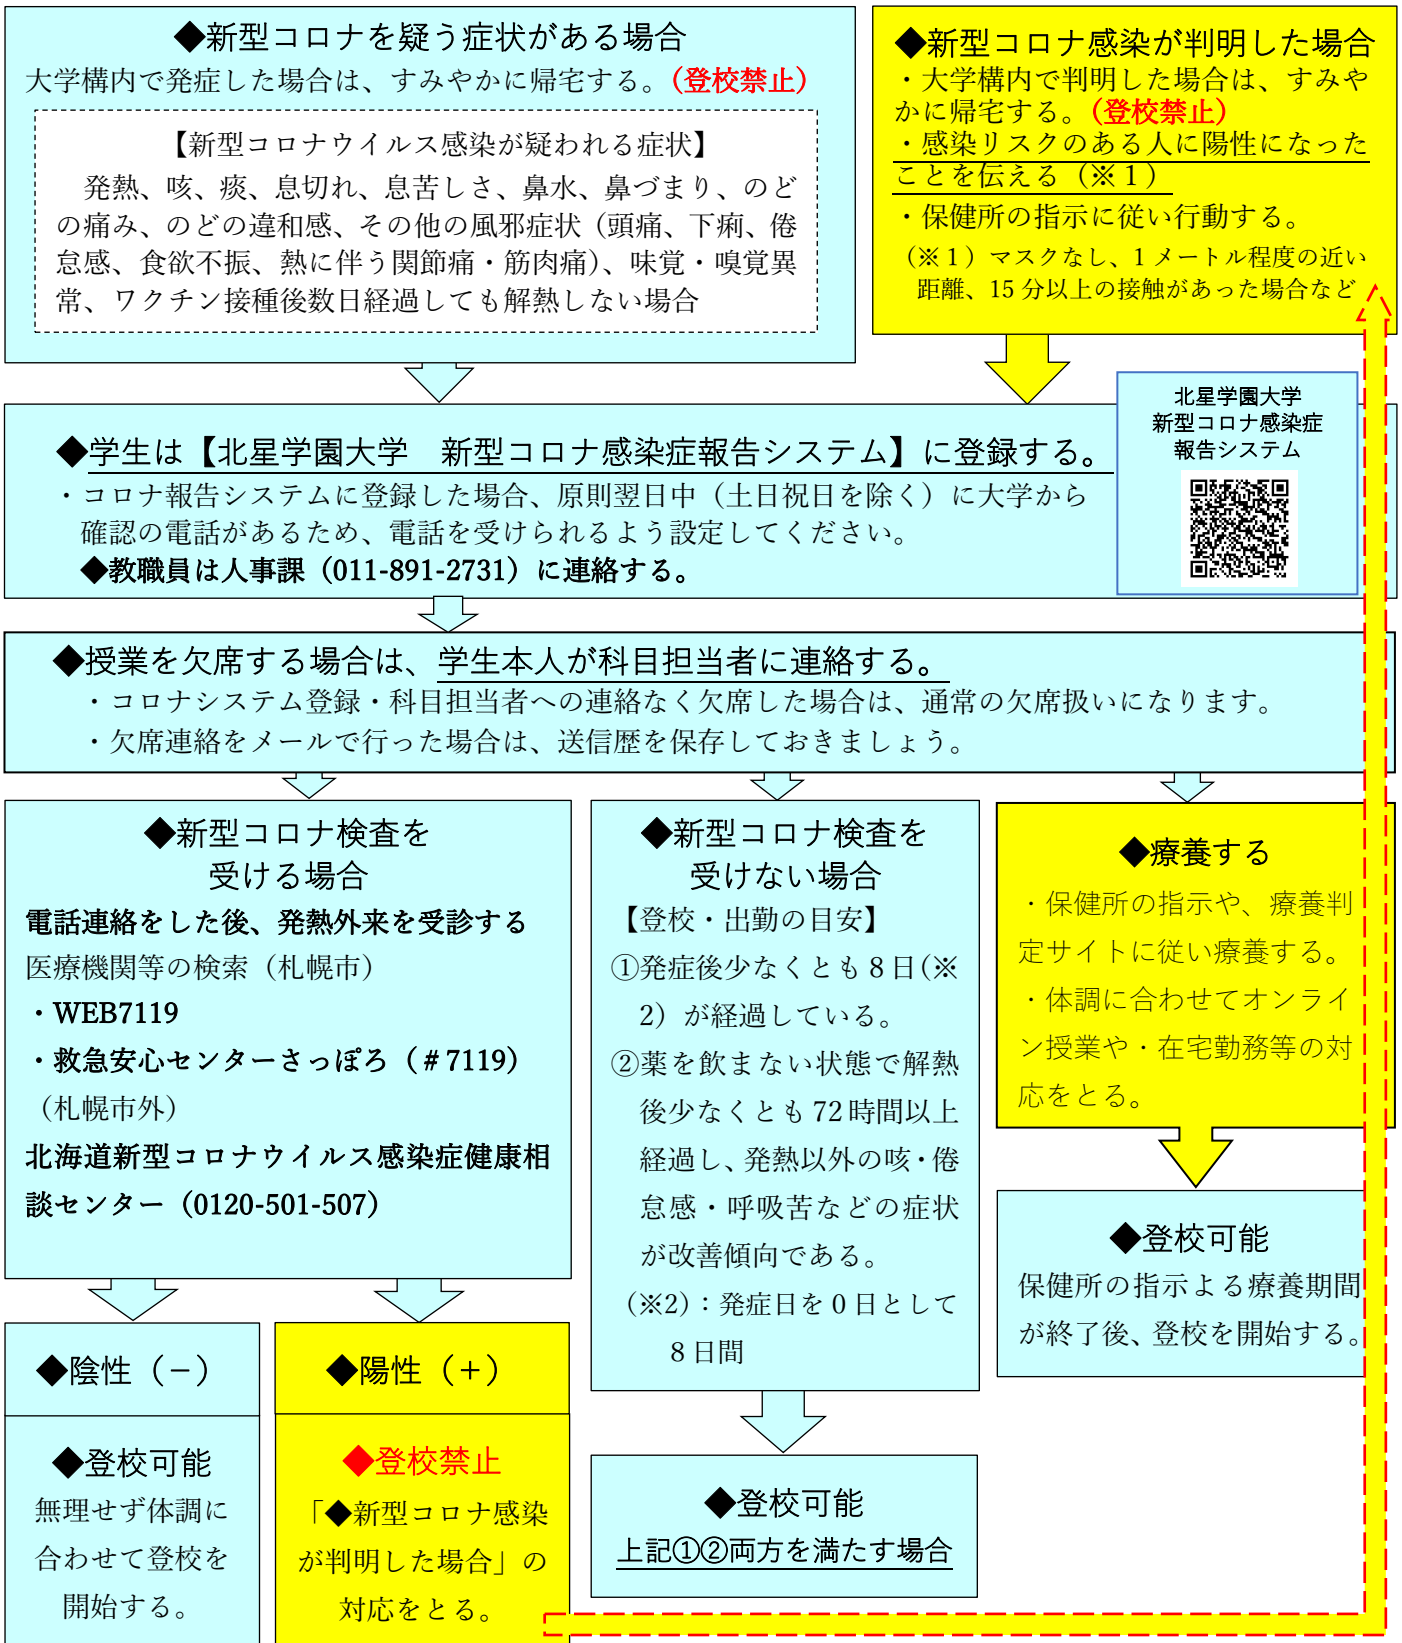 ◆新型コロナを疑う症状がある場合
大学構内で発症した場合は、すみやかに帰宅する。（登校禁止）
【新型コロナウイルス感染が疑われる症状】
発熱、咳、痰、息切れ、息苦しさ、鼻水、鼻づまり、のど
の痛み、のどの違和感、その他の風邪症状（頭痛、下痢、倦
怠感、食欲不振、熱に伴う関節痛・筋肉痛）、味覚・嗅覚異
常、ワクチン接種後数日経過しても解熱しない場合
◆新型コロナ感染が判明した場合
・大学構内で判明した場合は、すみや
かに帰宅する。（登校禁止）
・感染リスクのある人に陽性になった
ことを伝える（※１）
・保健所の指示に従い行動する。
（※１）マスクなし、1メートル程度の近い
距離、15分以上の接触があった場合など
◆学生は【北星学園大学　新型コロナ感染症報告システム】に登録する。
・コロナ報告システムに登録した場合、原則翌日中（土日祝日を除く）に大学から
確認の電話があるため、電話を受けられるよう設定してください。
◆教職員は人事課（011-891-2731）に連絡する。
北星学園大学
新型コロナ感染症
報告システム
◆授業を欠席する場合は、学生本人が科目担当者に連絡する。
・コロナシステム登録・科目担当者への連絡なく欠席した場合は、通常の欠席扱いになります。
・欠席連絡をメールで行った場合は、送信歴を保存しておきましょう。
◆新型コロナ検査を
受ける場合
電話連絡をした後、発熱外来を受診する
医療機関等の検索（札幌市）
・WEB7119
・救急安心センターさっぽろ（＃7119）
（札幌市外）
北海道新型コロナウイルス感染症健康相
談センター（0120-501-507）
◆陰性（－）
◆登校可能
無理せず体調に
合わせて登校を
開始する。
◆陽性（＋）
◆登校禁止
「◆新型コロナ感染
が判明した場合」の
対応をとる。
◆新型コロナ検査を
受けない場合
【登校・出勤の目安】
①発症後少なくとも８日（※
2）が経過している。
②薬を飲まない状態で解熱
後少なくとも72時間以上
経過し、発熱以外の咳・倦
怠感・呼吸苦などの症状
が改善傾向である。
（※2）：発症日を０日として
８日間
◆登校可能
上記①②両方を満たす場合
◆療養する
・保健所の指示や、療養判
定サイトに従い療養する。
・体調に合わせてオンライ
ン授業や・在宅勤務等の対
応をとる。
◆登校可能
保健所の指示よる療養期間
が終了後、登校を開始する。